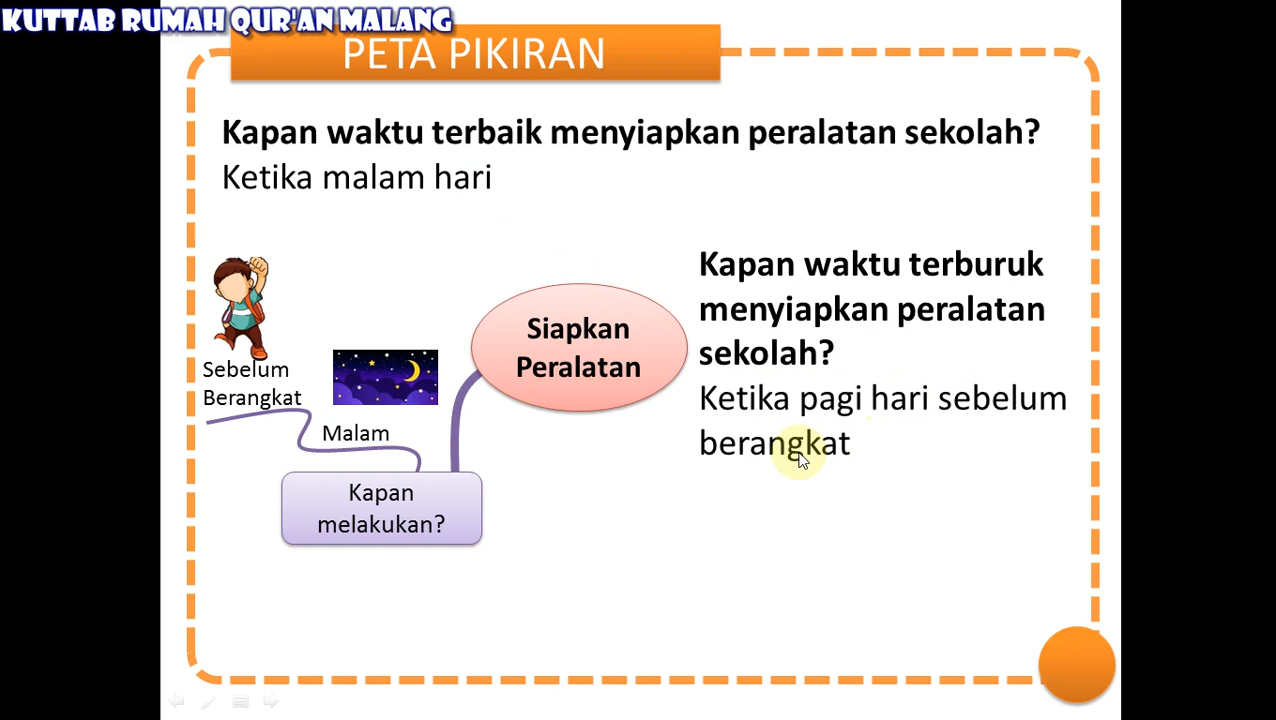 KUTTAB RUMAH QUR'AN MALANG
PETA PIKIRAN
Kapan waktu terbaik menyiapkan peralatan sekolah?
Ketika malam hari
Kapan waktu terburuk
menyiapkan peralatan
sekolah?
Ketika pagi hari sebelum
berangkat
Siapkan
Peralatan
Sebelum
Berangkat
Malam
Kapan
melakukan?